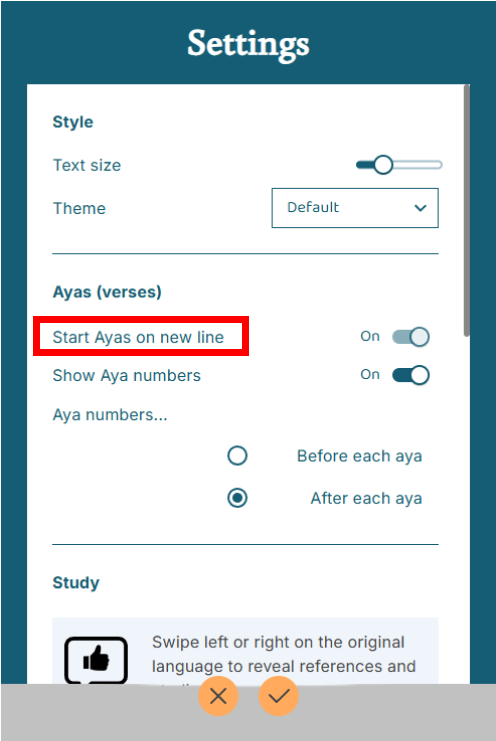 Settings
Style
Text size
Theme
Default
Ayas (verses)
Start Ayas on new line
On
Show Aya numbers
On
Aya numbers...
Before each aya
After each aya
Study
Swipe left or right on the original
language to reveal references and